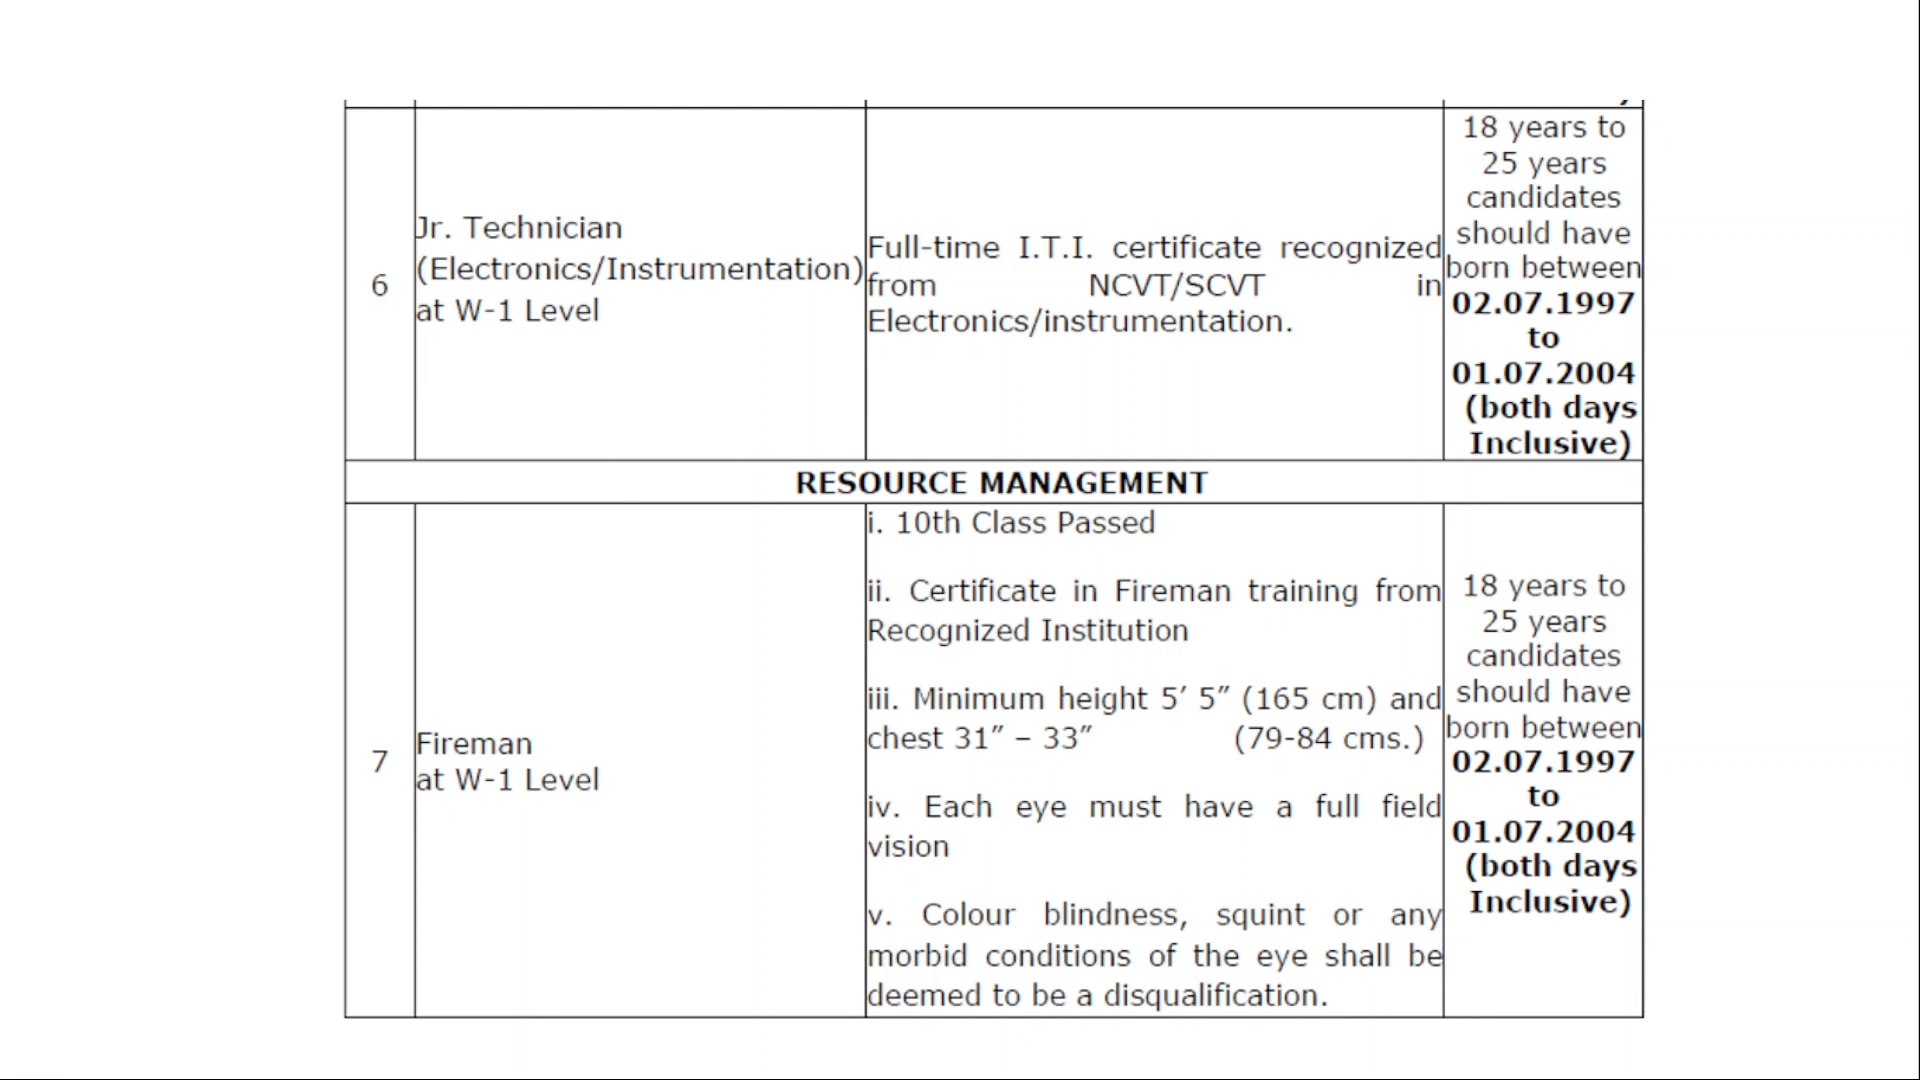 6
Jr. Technician
(Electronics/Instrumentation)
at W-1 Level
Full-time I.T.I. certificate recognized
from NCVT/SCVT in
Electronics/instrumentation.
18 years to
25 years
candidates
should have
born between
02.07.1997
to
01.07.2004
(both days
Inclusive)
RESOURCE MANAGEMENT
7
Fireman
at W-1 Level
i. 10th Class Passed
ii. Certificate in Fireman training from
Recognized Institution
iii. Minimum height 5′ 5″ (165 cm) and
chest 31″ – 33″ (79-84 cms.)
iv. Each eye must have a full field
vision
v. Colour blindness, squint or any
morbid conditions of the eye shall be
deemed to be a disqualification.
18 years to
25 years
candidates
should have
born between
02.07.1997
to
01.07.2004
(both days
Inclusive)